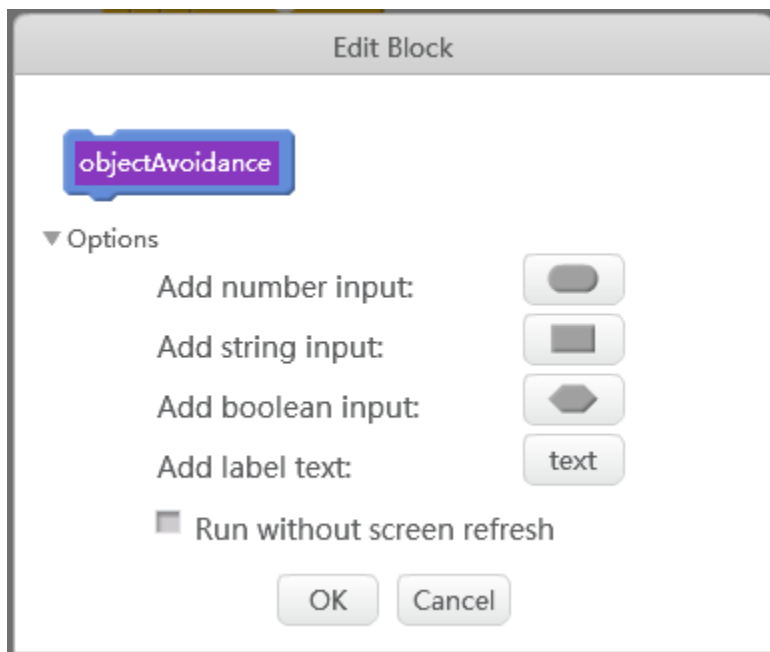 Edit Block
objectAvoidance
Options
Add number input:
Add string input:
Add boolean input:
Add label text: text
Run without screen refresh
OK Cancel